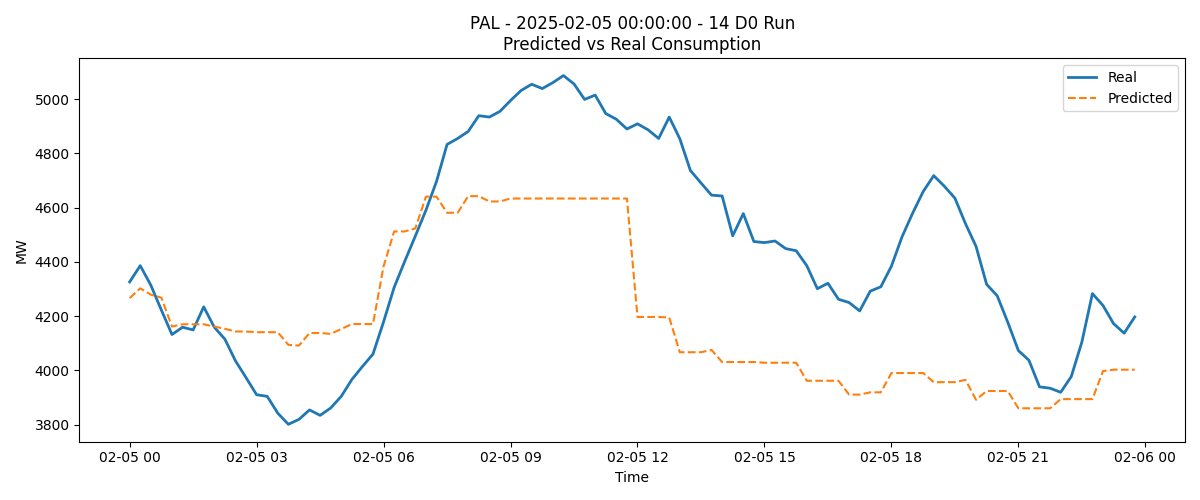 PAL - 2025-02-05 00:00:00 - 14 D0 Run
Predicted vs Real Consumption
Real
Predicted
MW
5000
4800
4600
4400
4200
4000
3800
02-05 00
02-05 03
02-05 06
02-05 09
02-05 12
02-05 15
02-05 18
02-05 21
02-06 00
Time